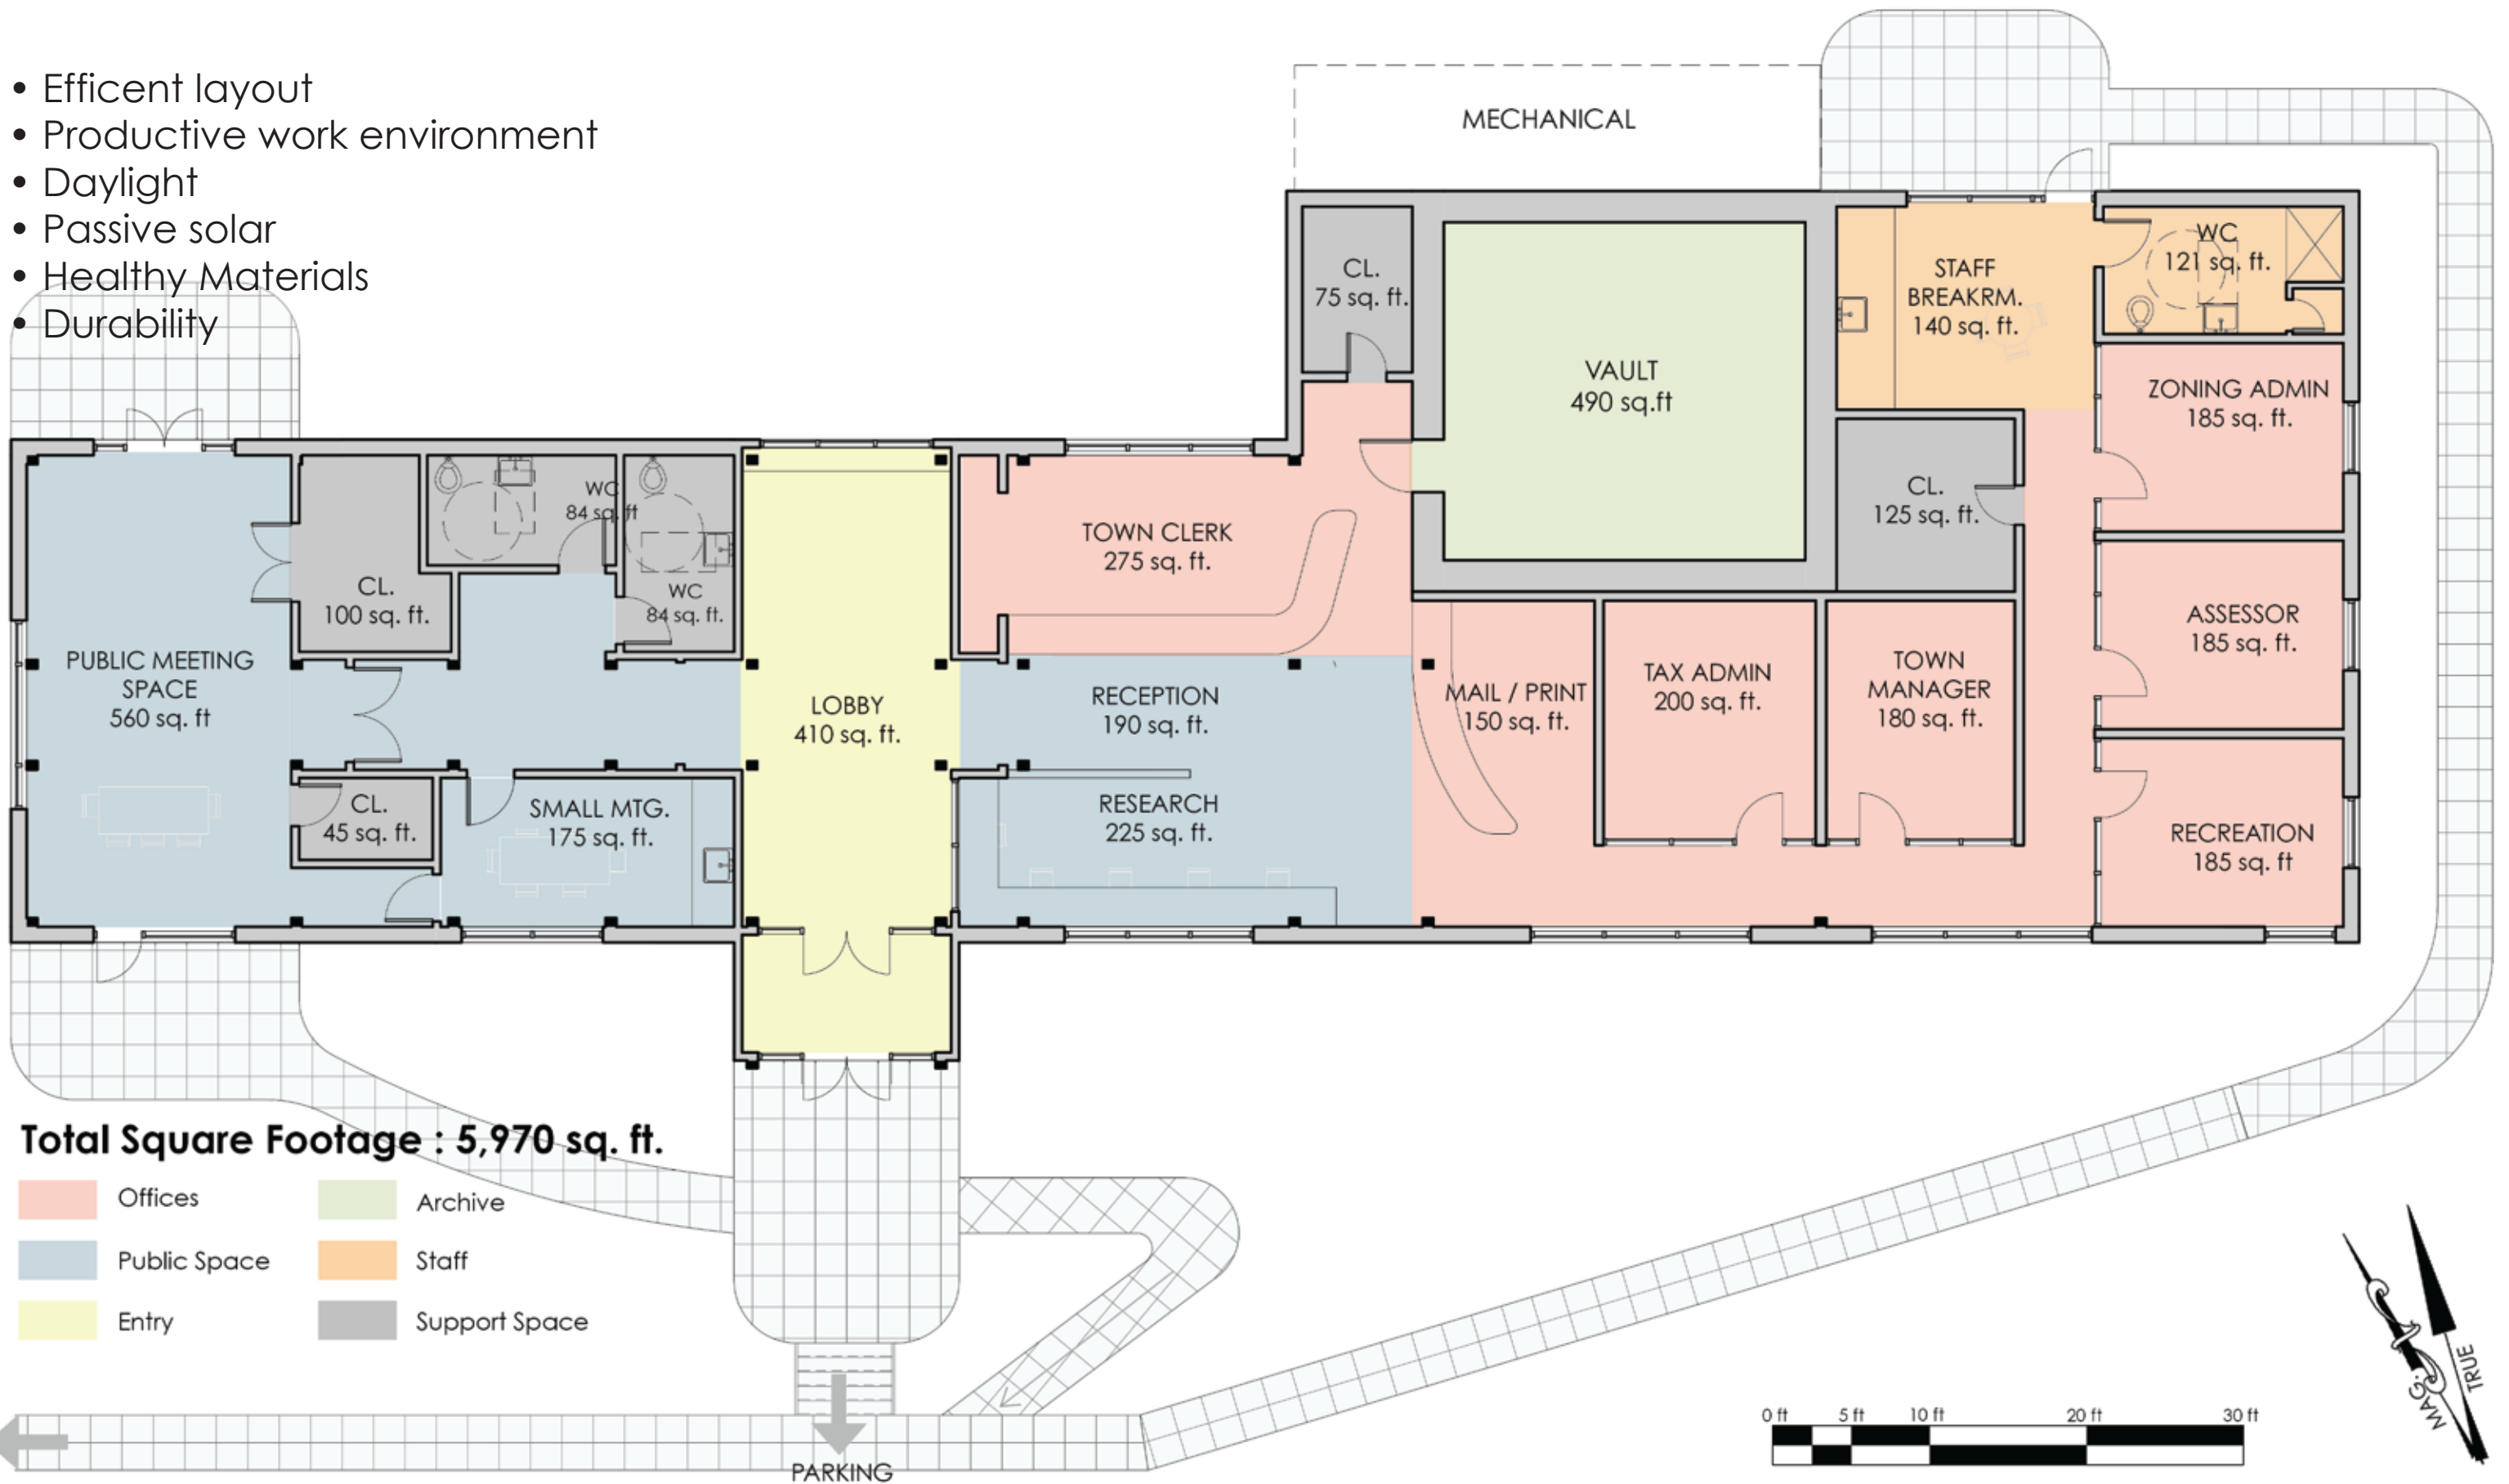 • Efficent layout
• Productive work environment
• Daylight
• Passive solar
• Healthy Materials
• Durability
MECHANICAL
CL.
75 sq. ft.
VAULT
490 sq.ft
STAFF
BREAKRM.
140 sq. ft.
WC
121 sq. ft.
ZONING ADMIN
185 sq. ft.
CL.
125 sq. ft.
ASSESSOR
185 sq. ft.
RECREATION
185 sq. ft
PUBLIC MEETING
SPACE
560 sq. ft
CL.
100 sq. ft.
WC
84 sq. ft
WC
84 sq. ft.
CL.
45 sq. ft.
SMALL MTG.
175 sq. ft.
LOBBY
410 sq. ft.
TOWN CLERK
275 sq. ft.
RECEPTION
190 sq. ft.
RESEARCH
225 sq. ft.
MAIL / PRINT
150 sq. ft.
TAX ADMIN
200 sq. ft.
TOWN
MANAGER
180 sq. ft.
Total Square Footage : 5,970 sq. ft.
Offices
Archive
Public Space
Staff
Entry
Support Space
PARKING
0 ft 5 ft 10 ft 20 ft 30 ft
MAG.
TRUE